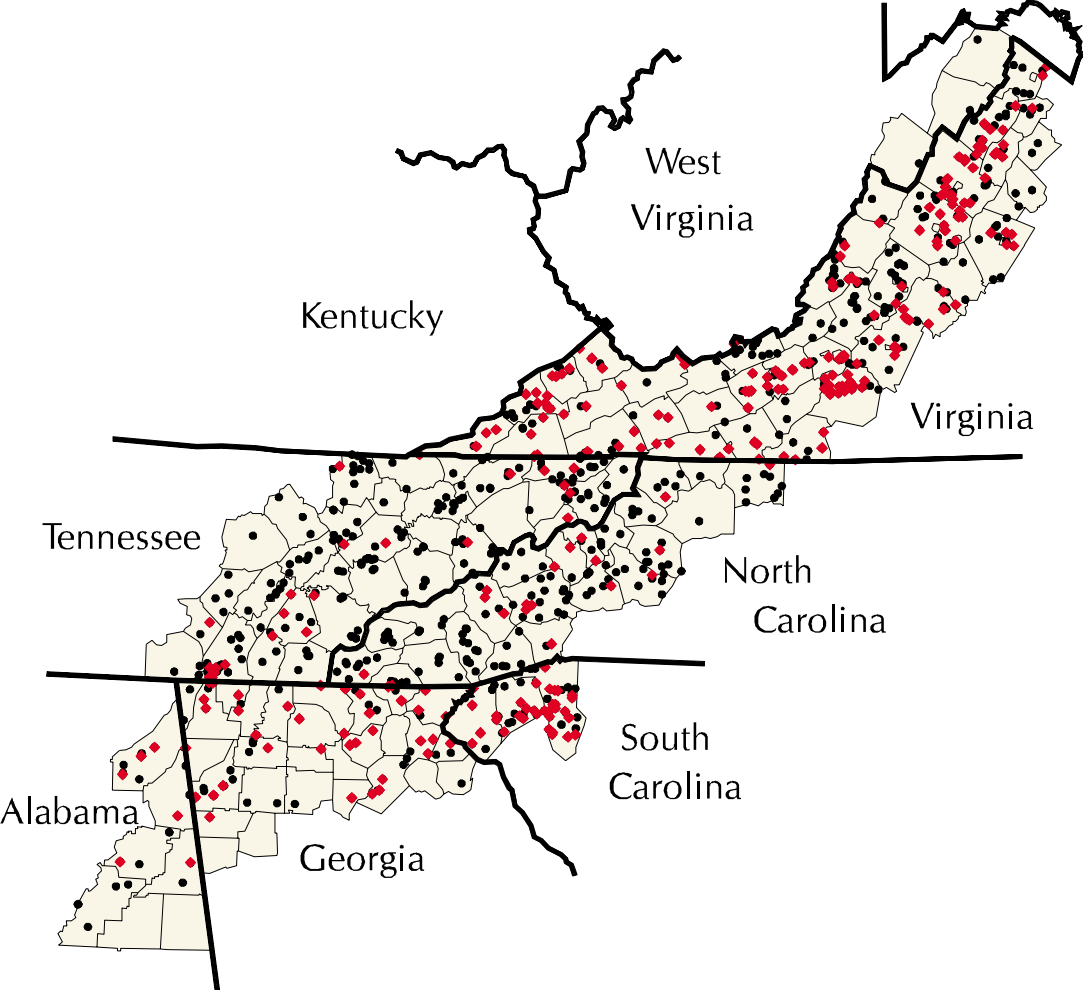 West
Virginia
Kentucky
Virginia
Tennessee
North
Carolina
South
Carolina
Alabama
Georgia